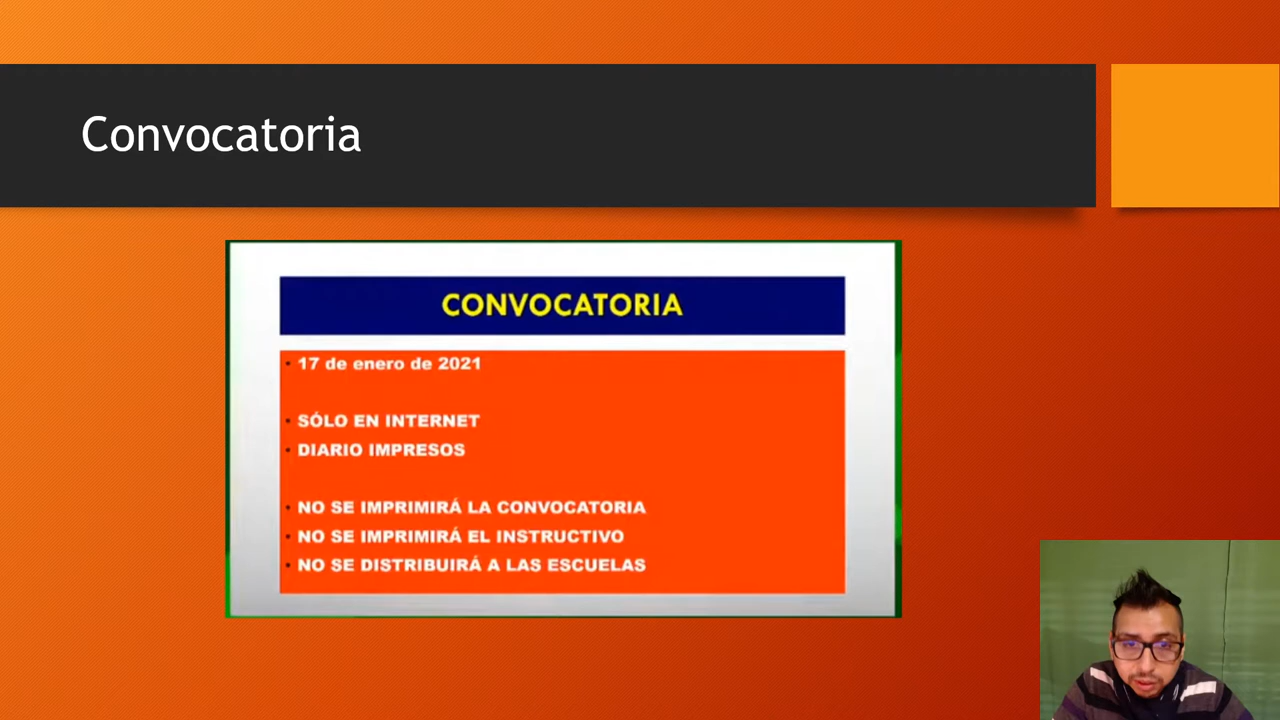 Convocatoria
CONVOCATORIA
• 17 de enero de 2021
• SÓLO EN INTERNET
• DIARIO IMPRESOS
• NO SE IMPRIMIRÁ LA CONVOCATORIA
• NO SE IMPRIMIRÁ EL INSTRUCTIVO
• NO SE DISTRIBUIRÁ A LAS ESCUELAS